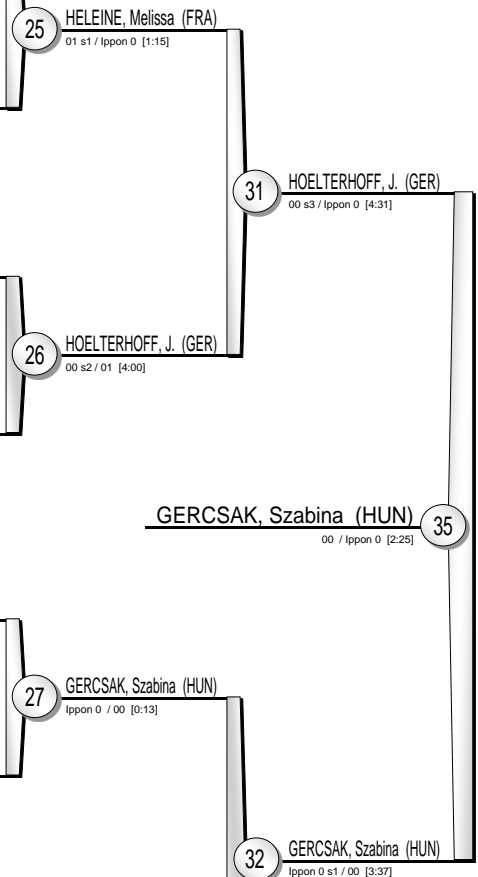 25
HELEINE, Melissa (FRA)
01 s1 / Ippon 0 [1:15]
31
HOELTERHOFF, J. (GER)
00 s3 / Ippon 0 [4:31]
26
HOELTERHOFF, J. (GER)
00 s2 / 01 [4:00]
GERCSAK, Szabina (HUN)
35
00 / Ippon 0 [2:25]
27
GERCSAK, Szabina (HUN)
Ippon 0 / 00 [0:13]
32
GERCSAK, Szabina (HUN)
Ippon 0 s1 / 00 [3:37]